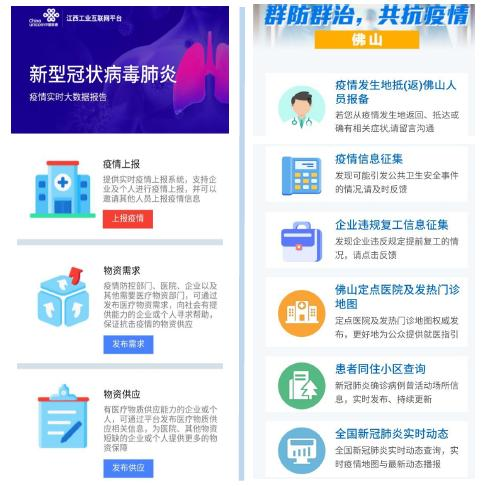 China
unicom中国联通
江西工业互联网平台
新型冠状病毒肺炎
疫情实时大数据报告
疫情上报
提供实时疫情上报系统，支持企
业及个人进行疫情上报，并可以
邀请其他人员上报疫情信息
上报疫情
物资需求
疫情防控部门、医院、企业以及
其他需要医疗物资部门，可通过
发布医疗物资需求，向社会有提
供能力的企业或个人寻求帮助，
保证抗击疫情的物资供应
发布需求
物资供应
有医疗物质供应能力的企业或个
人，可通过平台发布医疗物质供
应相关信息，为医院、其他物资
短缺的企业或个人提供更多的物
资保障
发布供应
群防群治，共抗疫情
佛山
疫情发生地抵(返)佛山人
员报备
若您从疫情发生地返回、抵达或
确有相关症状,请留言沟通
疫情信息征集
发现可能引发公共卫生安全事件
的情况,请及时反馈
企业违规复工信息征集
发现企业违反规定提前复工的情
况，请点击反馈
佛山定点医院及发热门诊
地图
定点医院及发热门诊地图权威发
布，更好地为公众提供就医指引
患者同住小区查询
新冠肺炎确诊病例曾活动场所信
息，实时发布、持续更新
全国新冠肺炎实时动态
全国新冠肺炎实时动态查询，实
时疫情地图与最新动态播报